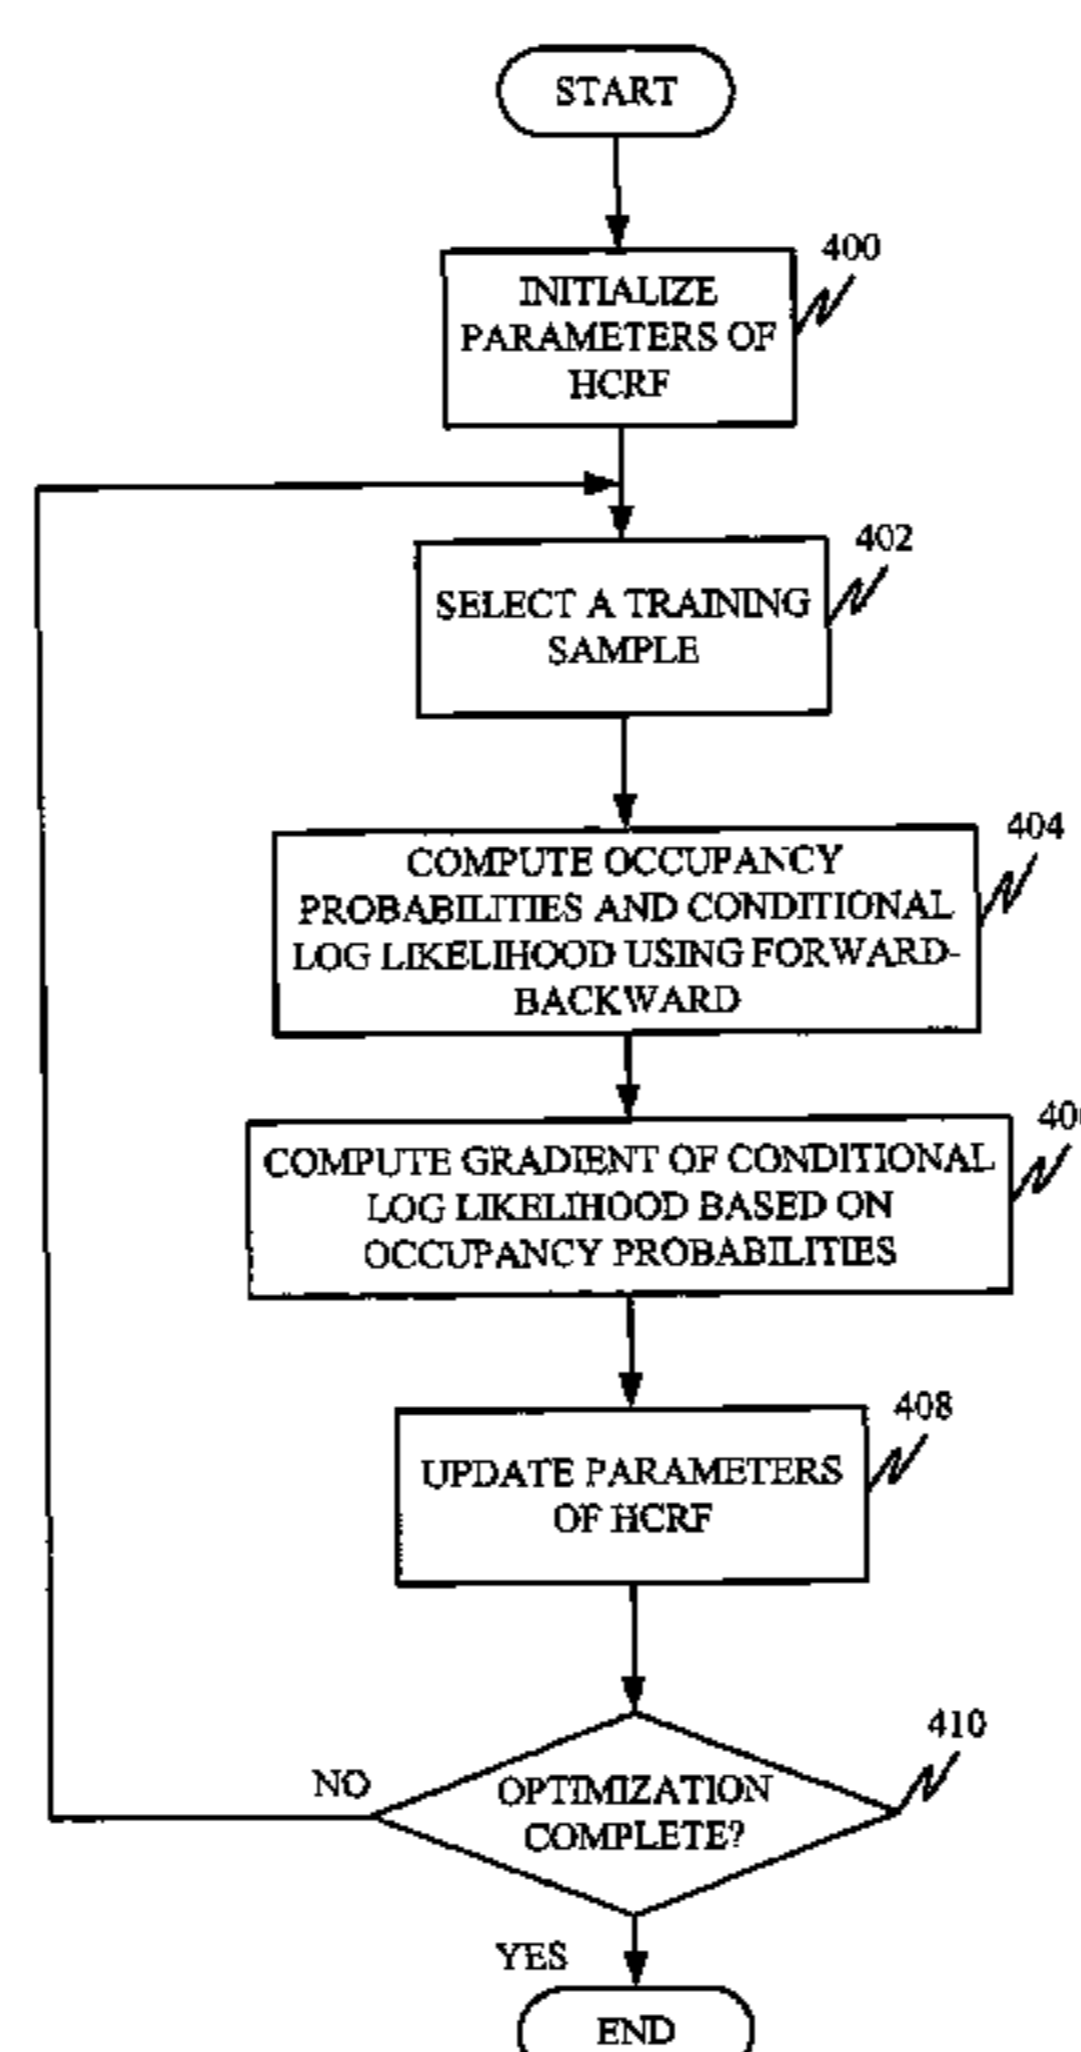 START
400
INITIALIZE
PARAMETERS OF
HCRF
402
SELECT A TRAINING
SAMPLE
404
COMPUTE OCCUPANCY
PROBABILITIES AND CONDITIONAL
LOG LIKELIHOOD USING FORWARD-
BACKWARD
COMPUTE GRADIENT OF CONDITIONAL
LOG LIKELIHOOD BASED ON
OCCUPANCY PROBABILITIES
408
UPDATE PARAMETERS
OF HCRF
410
NO
OPTIMIZATION
COMPLETE?
YES
END